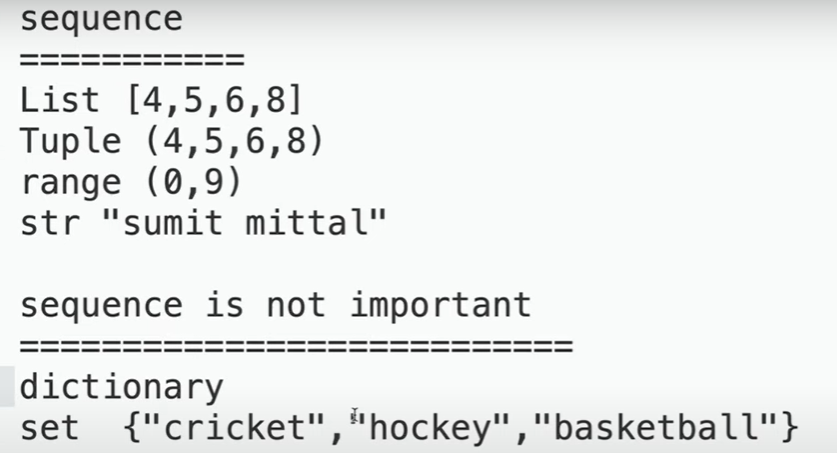 sequence
===========
List [4,5,6,8]
Tuple (4,5,6,8)
range (0,9)
str "sumit mittal"
sequence is not important
===========================
dictionary
set {"cricket","hockey","basketball"}